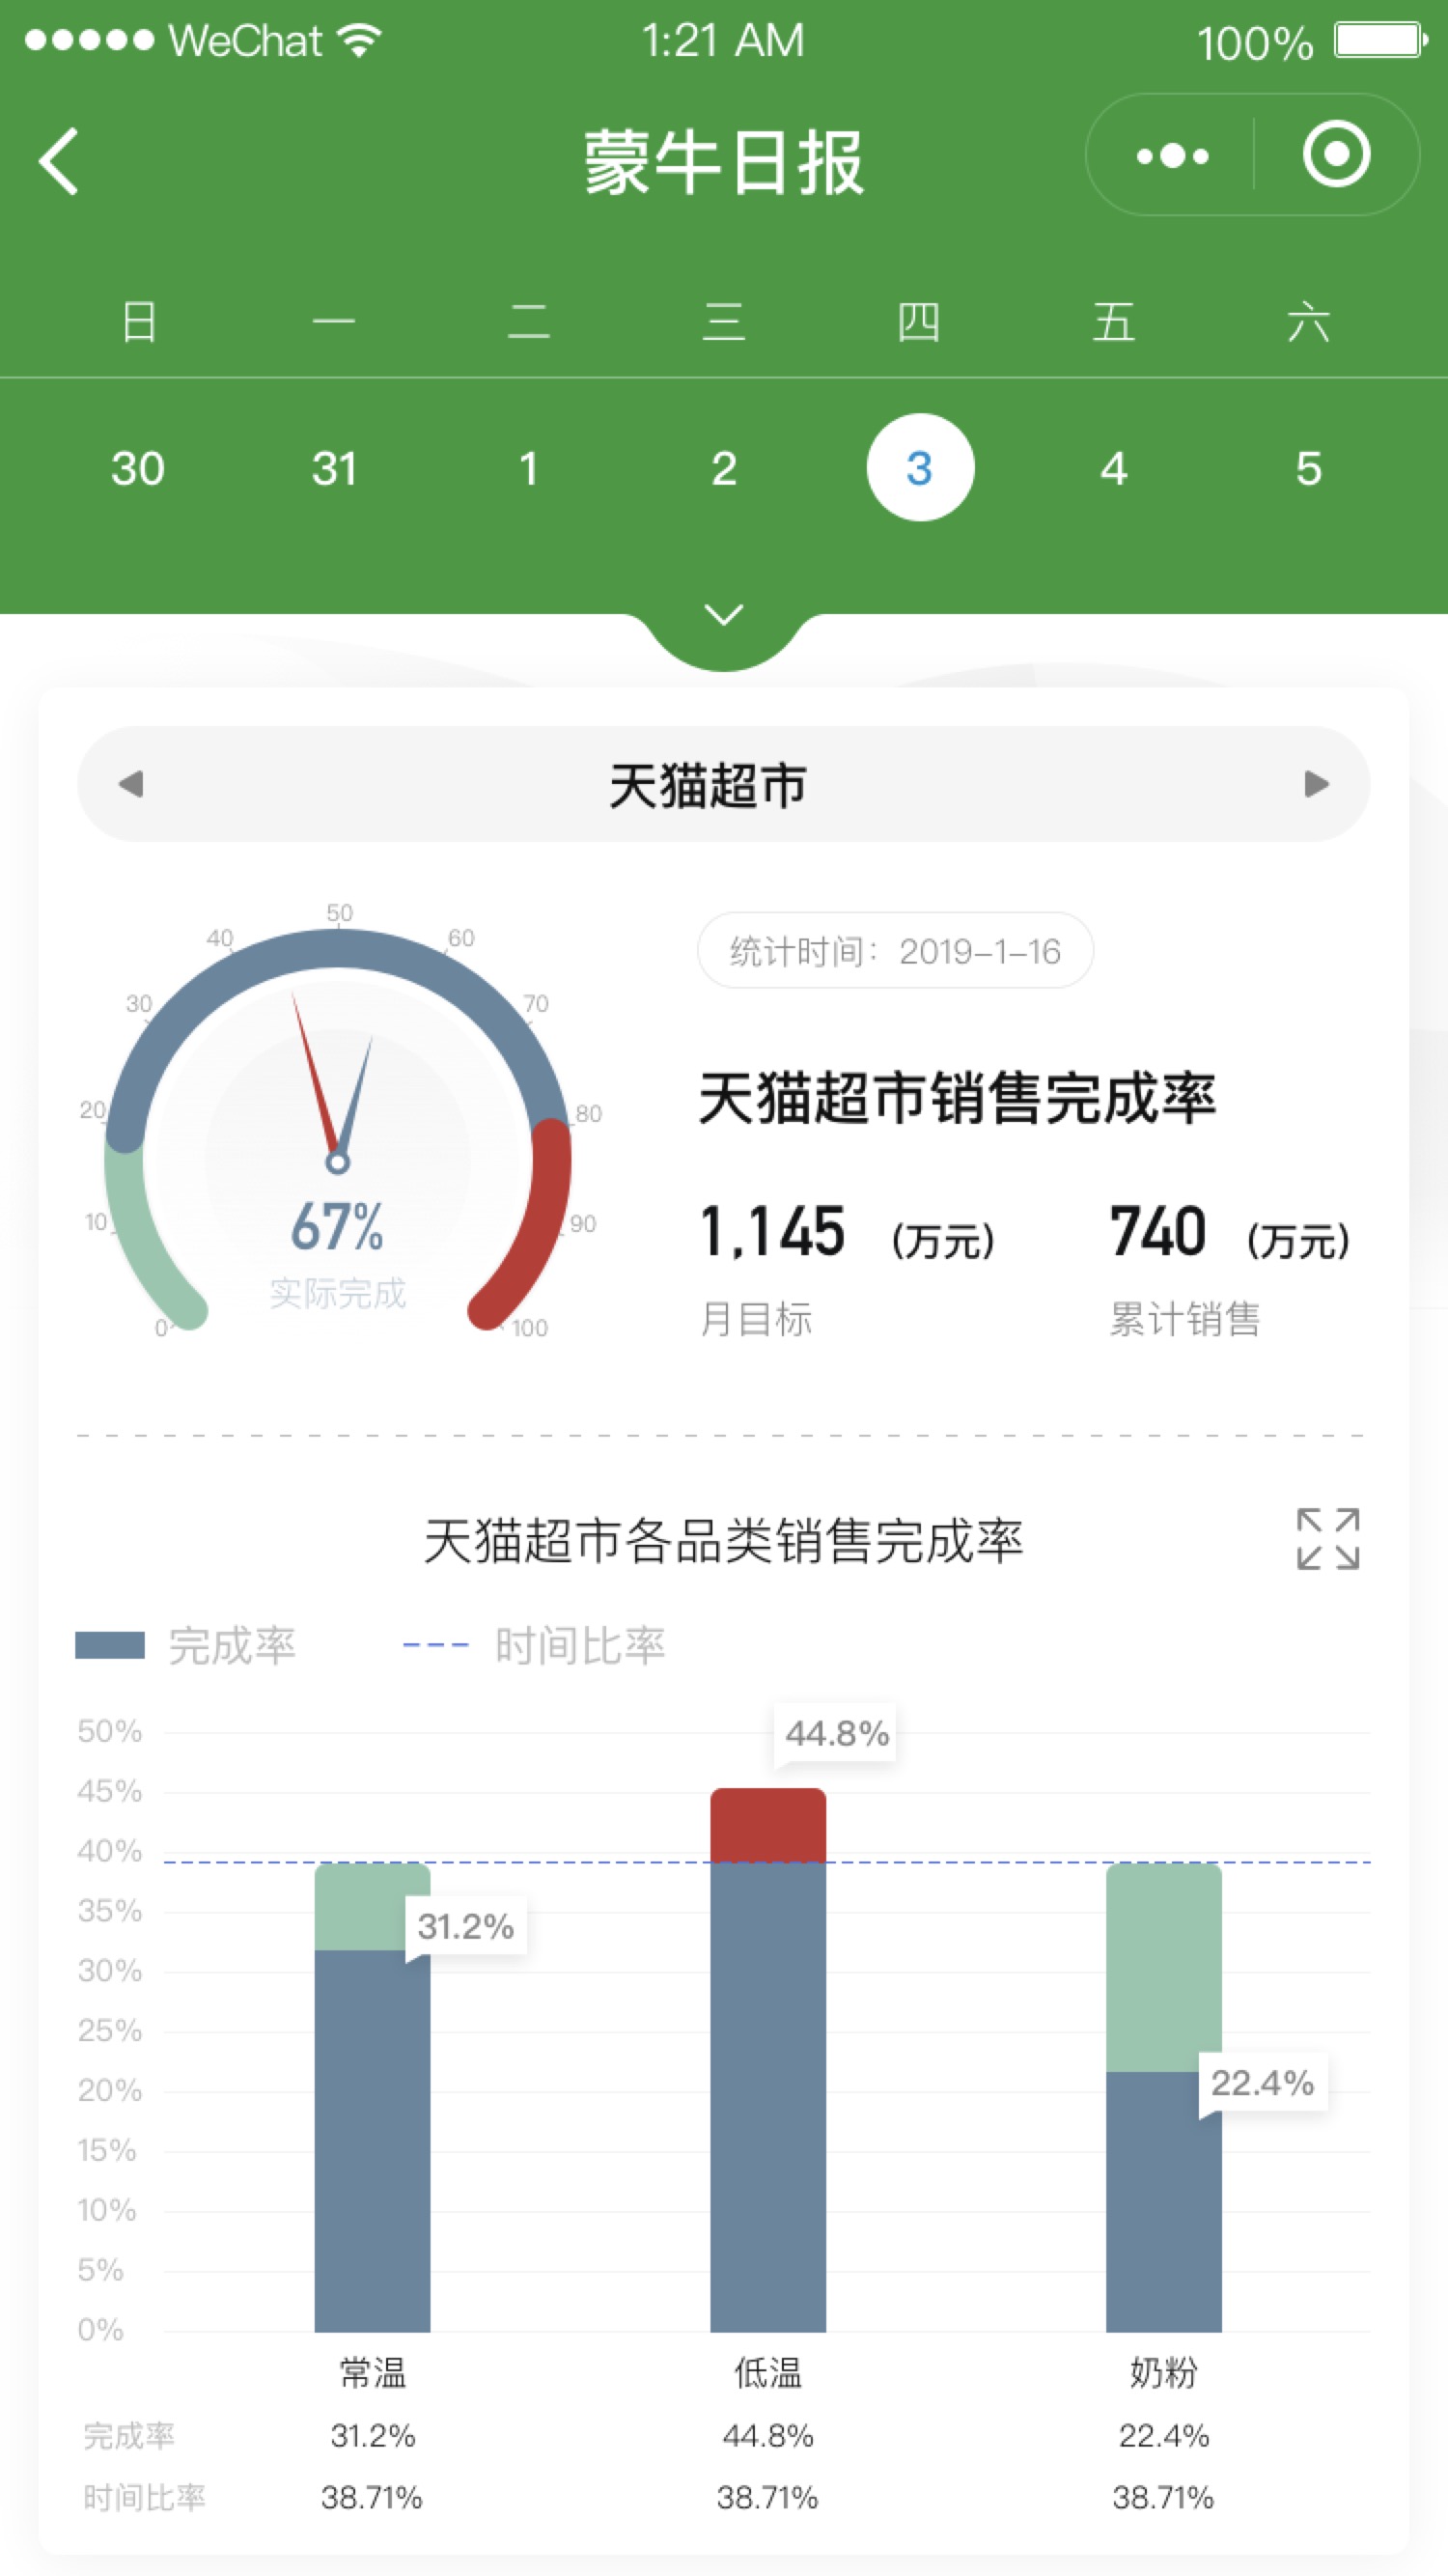 WeChat 1:21 AM 100%
蒙牛日报
日 一 二 三 四 五 六
30 31 1 2 3 4 5
天猫超市
统计时间：2019-1-16
天猫超市销售完成率
1,145 (万元) 740 (万元)
月目标 累计销售
0 10 20 30 40 50 60 70 80 90 100
67%
实际完成
天猫超市各品类销售完成率
完成率 时间比率
50%
45%
40%
35%
30%
25%
20%
15%
10%
5%
0%
31.2% 44.8% 22.4%
常温 低温 奶粉
完成率 31.2% 44.8% 22.4%
时间比率 38.71% 38.71% 38.71%